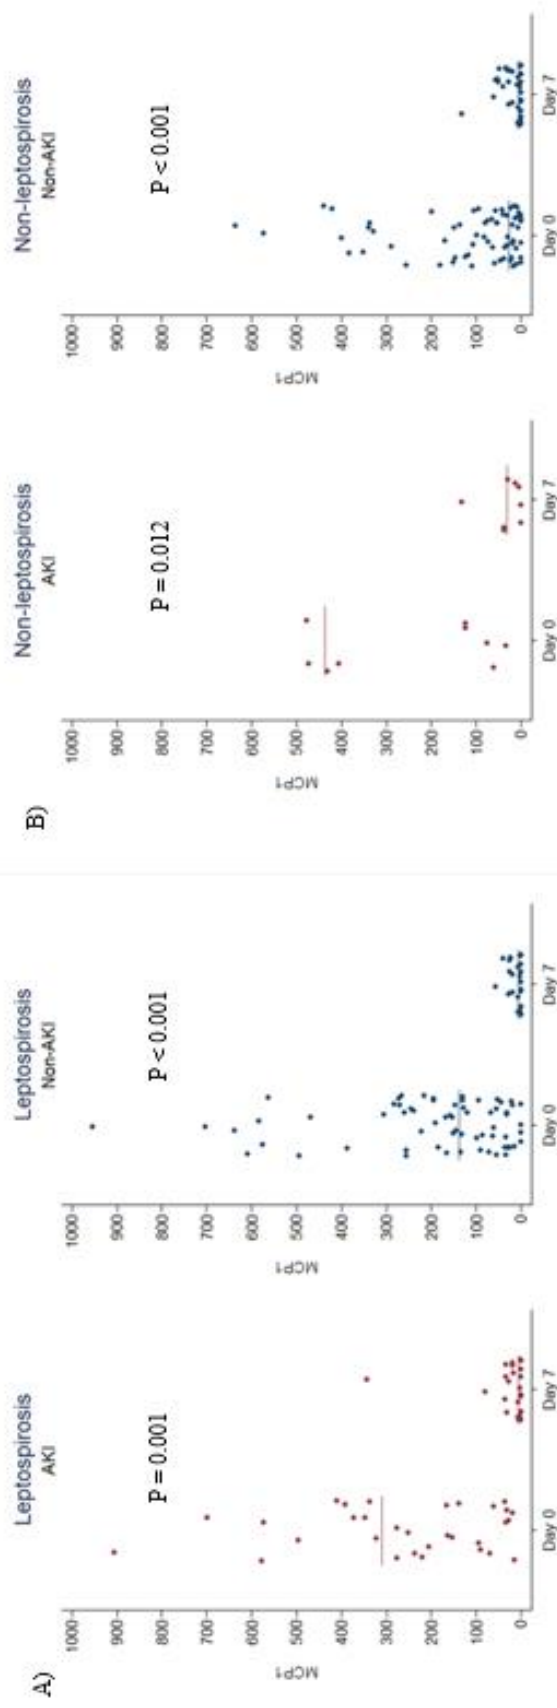 A)
Leptospirosis
AKI
P = 0.001
MCP1
1000
900
800
700
600
500
400
300
200
100
0
Day 0
Day 7
Leptospirosis
Non-AKI
P < 0.001
MCP1
1000
900
800
700
600
500
400
300
200
100
0
Day 0
Day 7
B)
Non-leptospirosis
AKI
P = 0.012
MCP1
1000
900
800
700
600
500
400
300
200
100
0
Day 0
Day 7
Non-leptospirosis
Non-AKI
P < 0.001
MCP1
1000
900
800
700
600
500
400
300
200
100
0
Day 0
Day 7